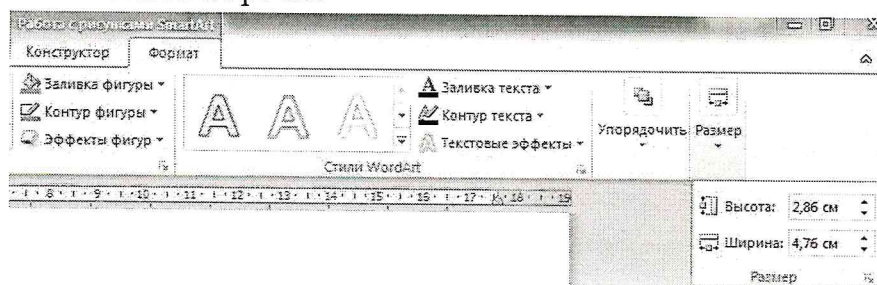 Работа с рисунками SmartArt
Конструктор Формат
Заливка фигуры
Контур фигуры
Эффекты фигур
A A A
Заливка текста
Контур текста
Текстовые эффекты
Стили WordArt
Упорядочить
Размер
8 9 10 11 12 13 14 15 16 17 18 19
Высота: 2,86 см
Ширина: 4,76 см
Размер